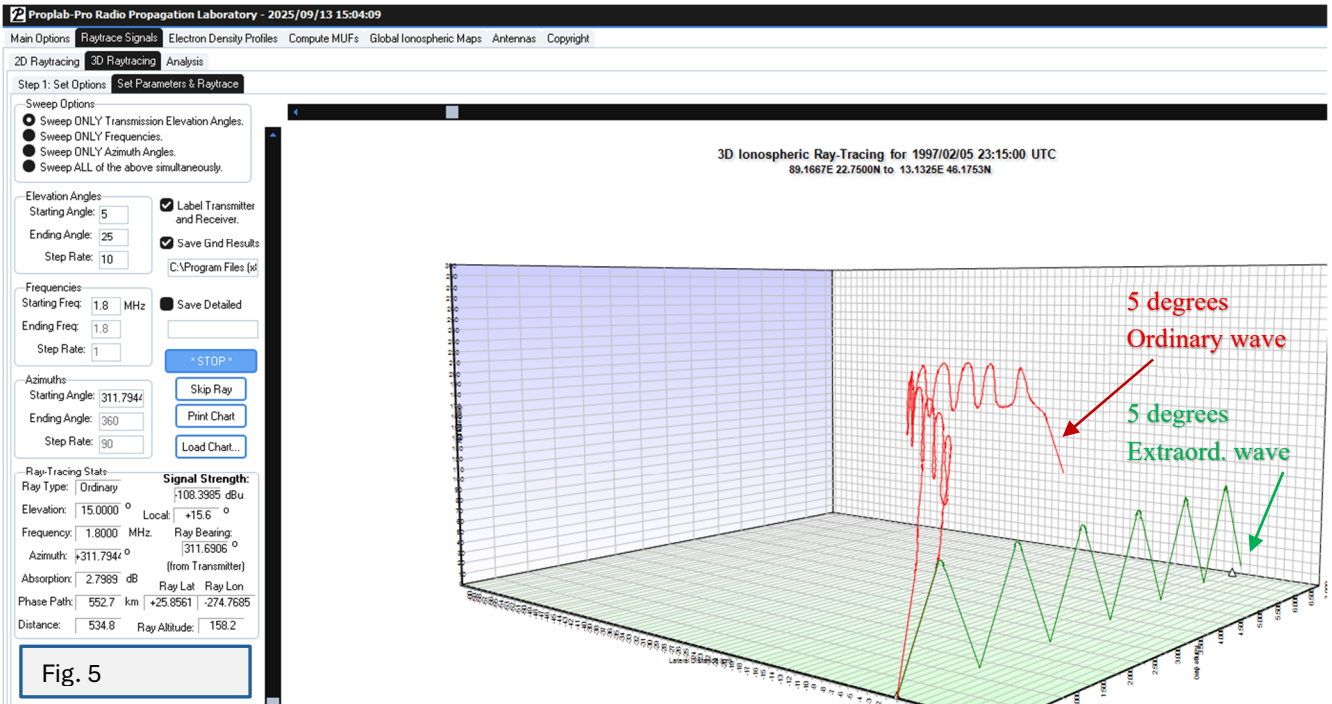 Proplab-Pro Radio Propagation Laboratory - 2025/09/13 15:04:09
Main Options Raytrace Signals Electron Density Profiles Compute MUFs Global Ionospheric Maps Antennas Copyright
2D Raytracing 3D Raytracing Analysis
Step 1: Set Options Set Parameters & Raytrace
Sweep Options
Sweep ONLY Transmission Elevation Angles.
Sweep ONLY Frequencies.
Sweep ONLY Azimuth Angles.
Sweep ALL of the above simultaneously.
Elevation Angles
Starting Angle: 5
Ending Angle: 25
Step Rate: 10
Label Transmitter
and Receiver.
Save Gnd Results
C:\Program Files (x
Frequencies
Starting Freq: 1.8 MHz
Ending Freq: 1.8
Step Rate: 1
Save Detailed
* STOP *
Skip Ray
Print Chart
Load Chart...
Azimuths
Starting Angle: 311.7944
Ending Angle: 360
Step Rate: 90
Ray-Tracing Stats
Ray Type: Ordinary
Signal Strength:
-108.3985 dBu
Elevation: 15.0000 °
Local: +15.6 °
Frequency: 1.8000 MHz.
Ray Bearing:
311.6906 °
(from Transmitter)
Azimuth: +311.7944 °
Absorption: 2.7989 dB
Ray Lat Ray Lon
Phase Path: 552.7 km +25.8561 -274.7685
Distance: 534.8
Ray Altitude: 158.2
Fig. 5
3D Ionospheric Ray-Tracing for 1997/02/05 23:15:00 UTC
89.1667E 22.7500N to 13.1325E 46.1753N
5 degrees
Ordinary wave
5 degrees
Extraord. wave